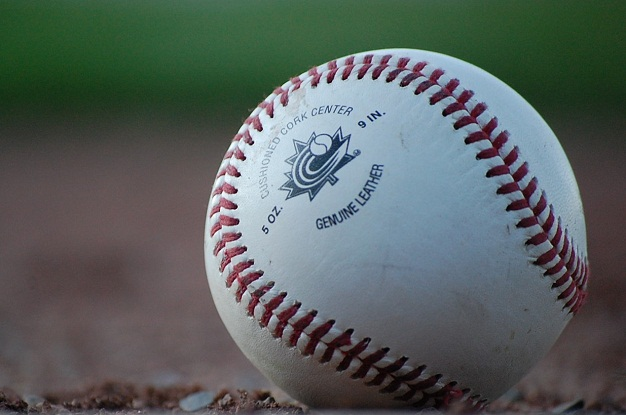 CUSHIONED CORK CENTER
9 IN.
5 OZ.
GENUINE LEATHER